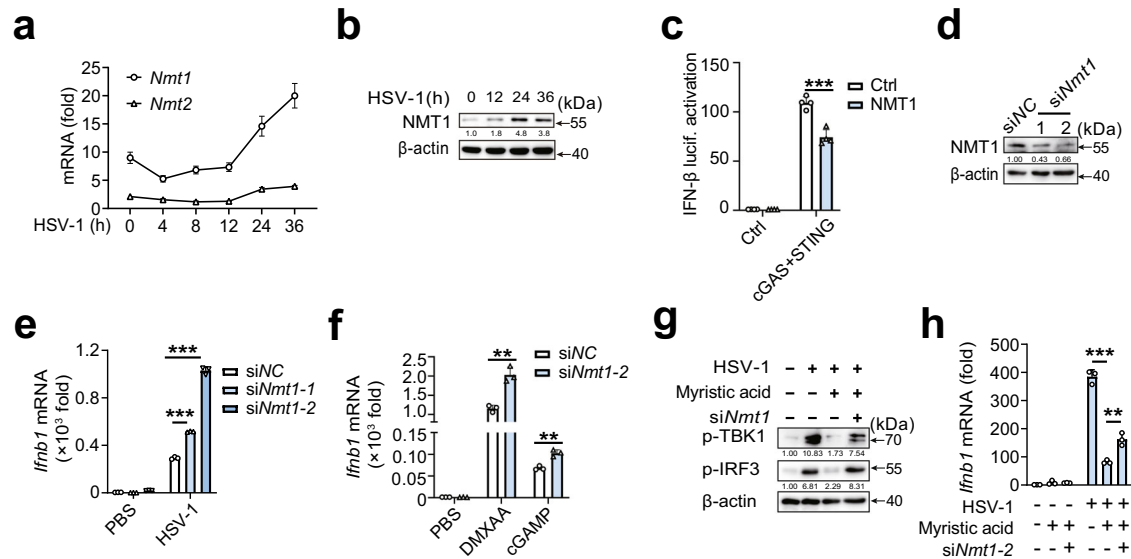 a
mRNA (fold)
25
20
15
10
5
0
Nmt1
Nmt2
HSV-1 (h)
0 4 8 12 24 36
b
HSV-1(h) 0 12 24 36 (kDa)
NMT1 ←55
1.0 1.8 4.8 3.8
β-actin ←40
c
IFN-β lucif. activation
150
100
50
0
***
Ctrl
NMT1
Ctrl
cGAS+STING
d
siNC
siNmt1
1 2 (kDa)
NMT1 ←55
1.00 0.43 0.66
β-actin ←40
e
Ifnb1 mRNA
(×10³ fold)
1.2
0.8
0.4
0
***
***
siNC
siNmt1-1
siNmt1-2
PBS
HSV-1
f
Ifnb1 mRNA
(×10³ fold)
2.5
2.0
1.5
1.0
0.10
0.05
0.00
**
**
siNC
siNmt1-2
PBS
DMXAA
cGAMP
g
HSV-1 – + + +
Myristic acid – – + +
siNmt1 – – – + (kDa)
p-TBK1 ←70
1.00 10.83 1.73 7.54
p-IRF3 ←55
1.00 6.81 2.29 8.31
β-actin ←40
h
Ifnb1 mRNA (fold)
500
400
300
200
100
0
***
**
HSV-1 - - - + + +
Myristic acid - + + - + +
siNmt1-2 - - + - - +